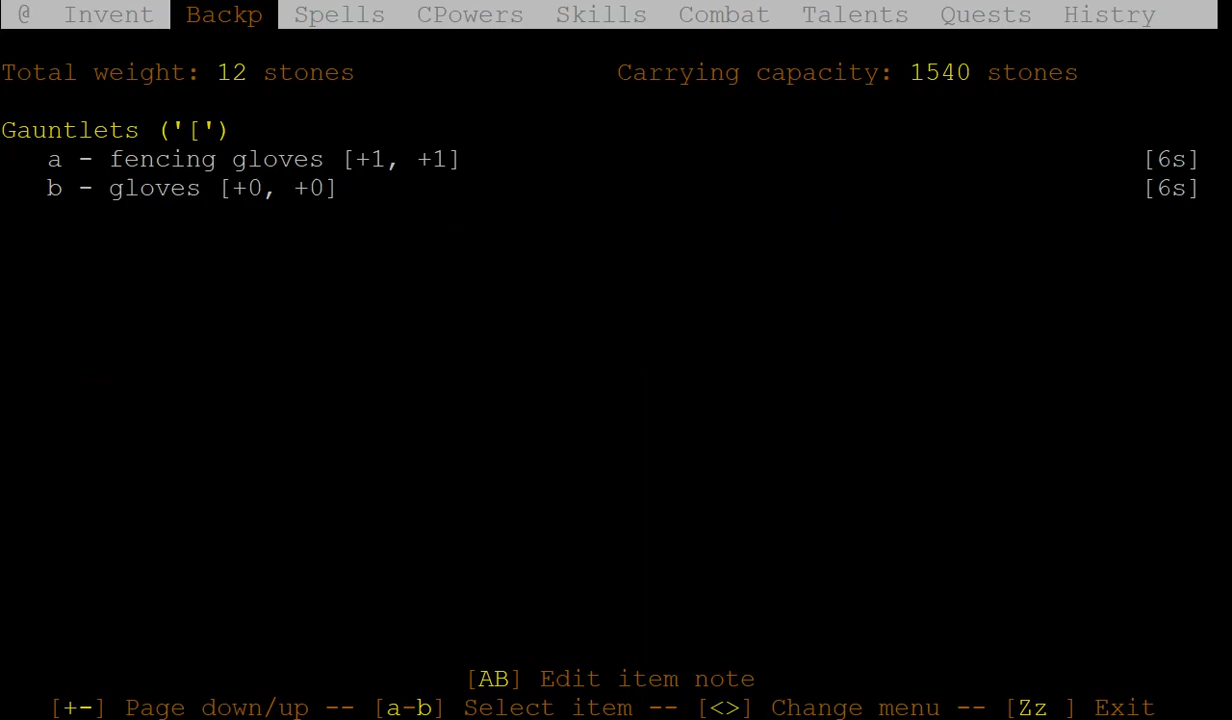 @ Invent Backp Spells CPowers Skills Combat Talents Quests Histry
Total weight: 12 stones Carrying capacity: 1540 stones
Gauntlets ('[')
a - fencing gloves [+1, +1] [6s]
b - gloves [+0, +0] [6s]
[AB] Edit item note
[+-] Page down/up -- [a-b] Select item -- [<>] Change menu -- [Zz ] Exit